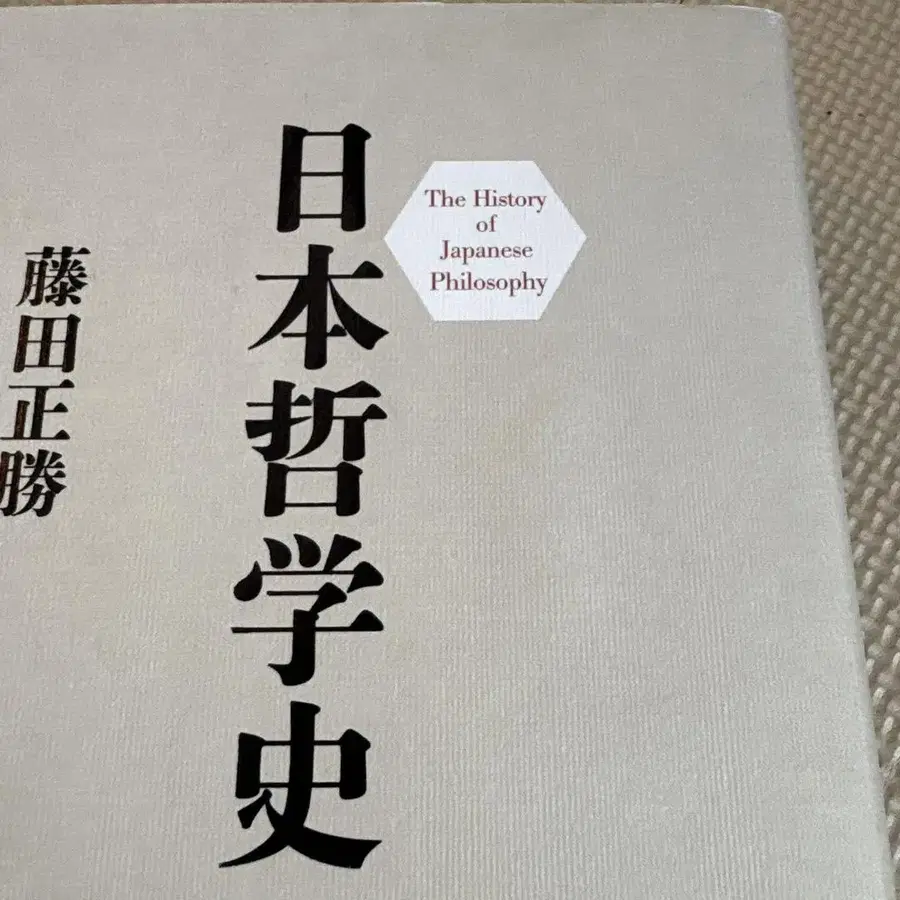 日本哲学史
The History
of
Japanese
Philosophy
藤田正勝